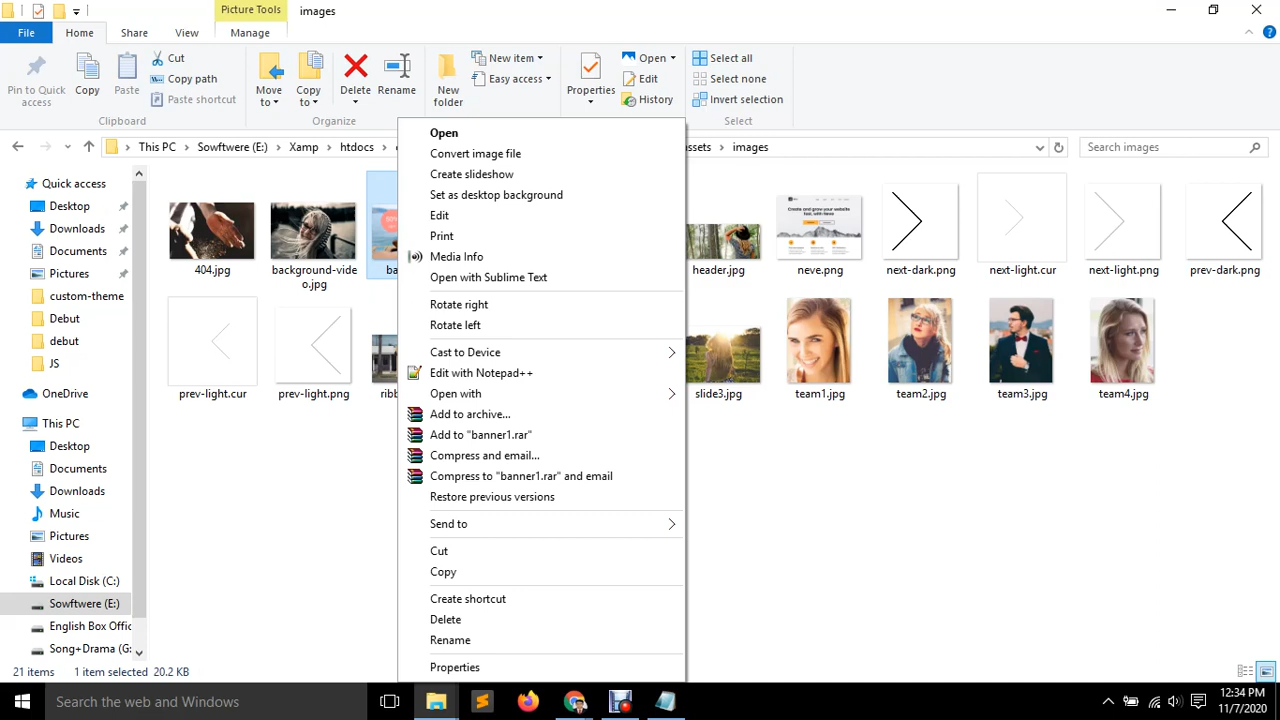 Picture Tools
images
File
Home
Share
View
Manage
Pin to Quick access
Copy
Paste
Cut
Copy path
Paste shortcut
Clipboard
Move to
Copy to
Delete
Rename
Organize
New folder
New item
Easy access
Properties
Open
Edit
History
Select all
Select none
Invert selection
Select
This PC
Sowftwere (E:)
Xamp
htdocs
ssets
images
Search images
Quick access
Desktop
Downloads
Documents
Pictures
custom-theme
Debut
debut
JS
OneDrive
This PC
Desktop
Documents
Downloads
Music
Pictures
Videos
Local Disk (C:)
Sowftwere (E:)
English Box Offic
Song+Drama (G:
404.jpg
background-vide
o.jpg
ba
header.jpg
neve.png
next-dark.png
next-light.cur
next-light.png
prev-dark.png
prev-light.cur
prev-light.png
ribb
slide3.jpg
team1.jpg
team2.jpg
team3.jpg
team4.jpg
Open
Convert image file
Create slideshow
Set as desktop background
Edit
Print
Media Info
Open with Sublime Text
Rotate right
Rotate left
Cast to Device
Edit with Notepad++
Open with
Add to archive...
Add to "banner1.rar"
Compress and email...
Compress to "banner1.rar" and email
Restore previous versions
Send to
Cut
Copy
Create shortcut
Delete
Rename
Properties
21 items
1 item selected 20.2 KB
Search the web and Windows
12:34 PM
11/7/2020